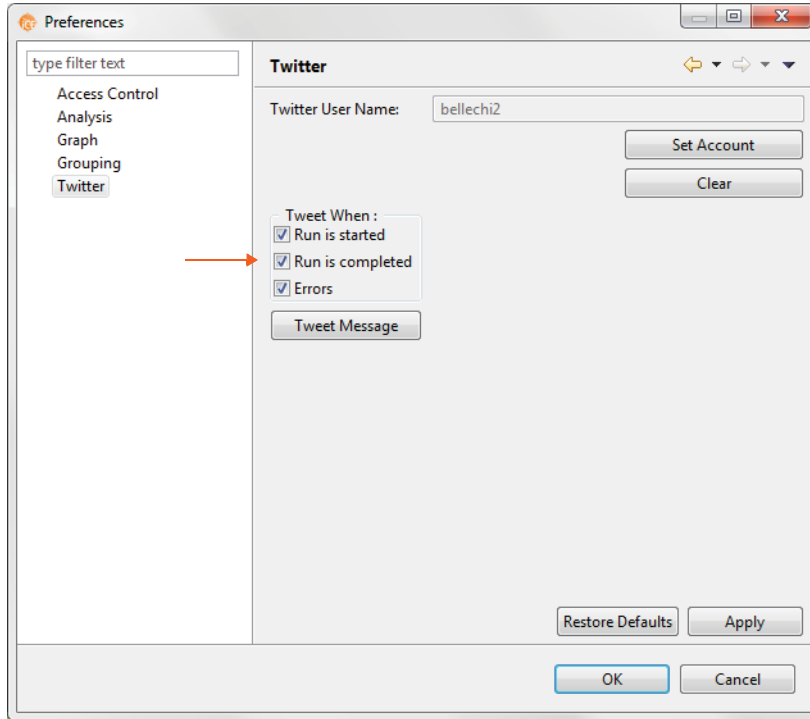 Preferences
type filter text
Access Control
Analysis
Graph
Grouping
Twitter
Twitter
Twitter User Name:
bellechi2
Set Account
Clear
Tweet When :
Run is started
Run is completed
Errors
Tweet Message
Restore Defaults
Apply
OK
Cancel